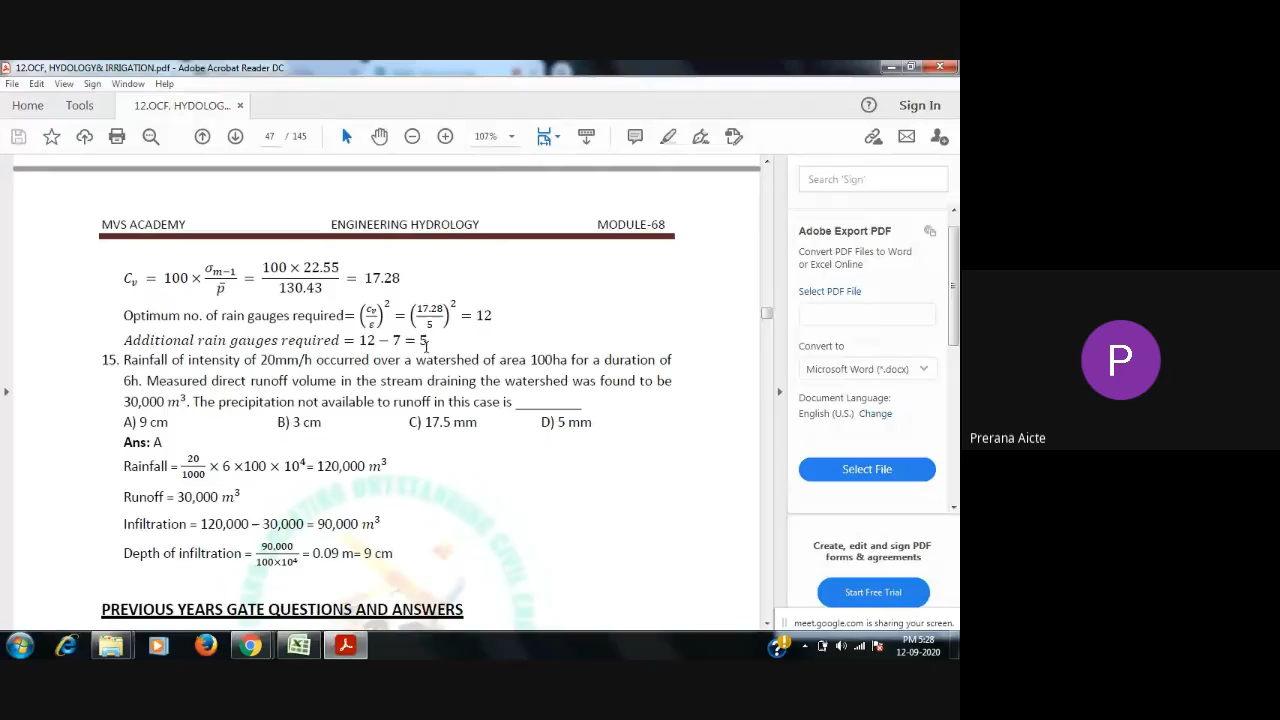 12.OCF, HYDOLOGY& IRRIGATION.pdf - Adobe Acrobat Reader DC
File Edit View Sign Window Help
Home Tools 12.OCF, HYDOLOG... × Sign In
47 / 145 107%
MVS ACADEMY ENGINEERING HYDROLOGY MODULE-68
C_v = 100 × σ_{m−1}/p̄ = (100 × 22.55)/130.43 = 17.28
Optimum no. of rain gauges required= (c_v/ε)^2 = (17.28/5)^2 = 12
Additional rain gauges required = 12 − 7 = 5
15. Rainfall of intensity of 20mm/h occurred over a watershed of area 100ha for a duration of
6h. Measured direct runoff volume in the stream draining the watershed was found to be
30,000 m³. The precipitation not available to runoff in this case is ________
A) 9 cm B) 3 cm C) 17.5 mm D) 5 mm
Ans: A
Rainfall = 20/1000 × 6 ×100 × 10⁴= 120,000 m³
Runoff = 30,000 m³
Infiltration = 120,000 – 30,000 = 90,000 m³
Depth of infiltration = 90,000/(100×10⁴) = 0.09 m= 9 cm
PREVIOUS YEARS GATE QUESTIONS AND ANSWERS
Search 'Sign'
Adobe Export PDF
Convert PDF Files to Word
or Excel Online
Select PDF File
Convert to
Microsoft Word (*.docx)
Document Language:
English (U.S.) Change
Select File
Create, edit and sign PDF
forms & agreements
Start Free Trial
meet.google.com is sharing your screen.
PM 5:28
12-09-2020
P
Prerana Aicte